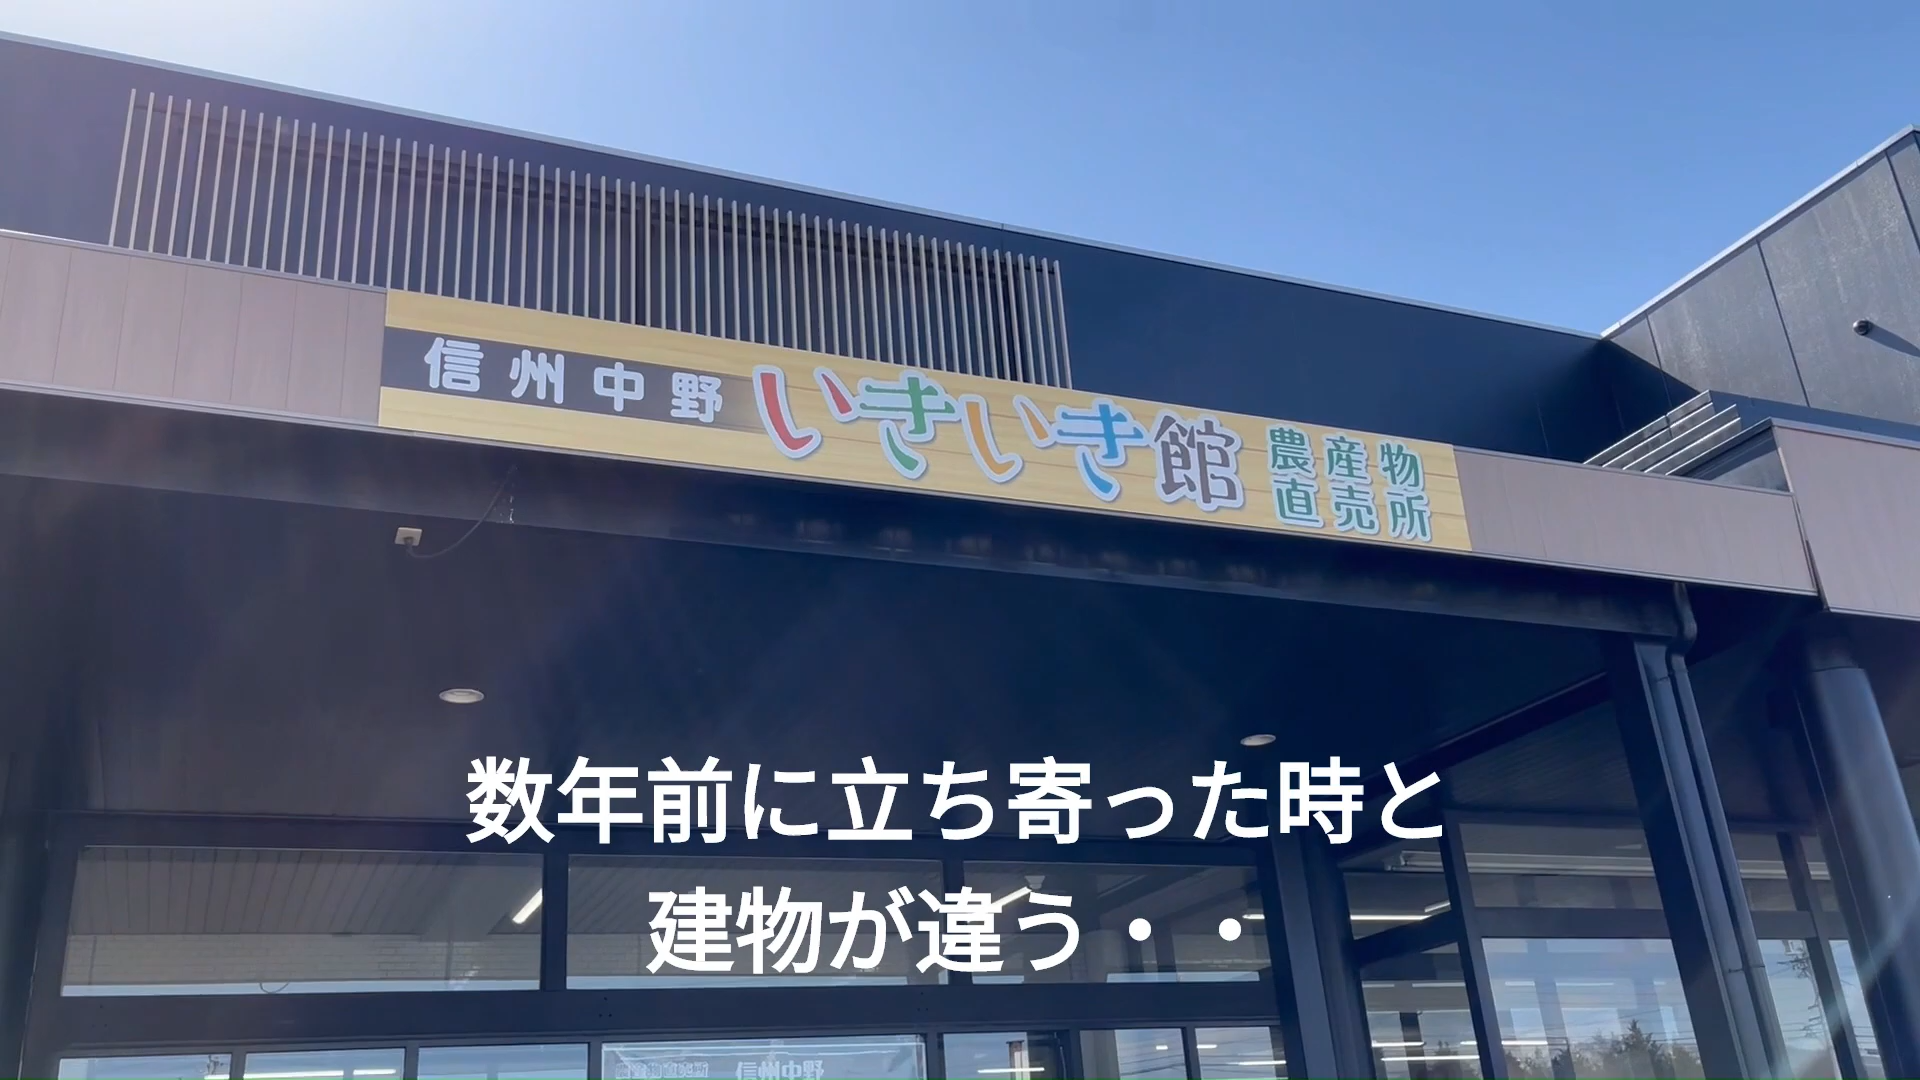 信州中野 いきいき館 農産物
直売所
数年前に立ち寄った時と
建物が違う・・
信州中野